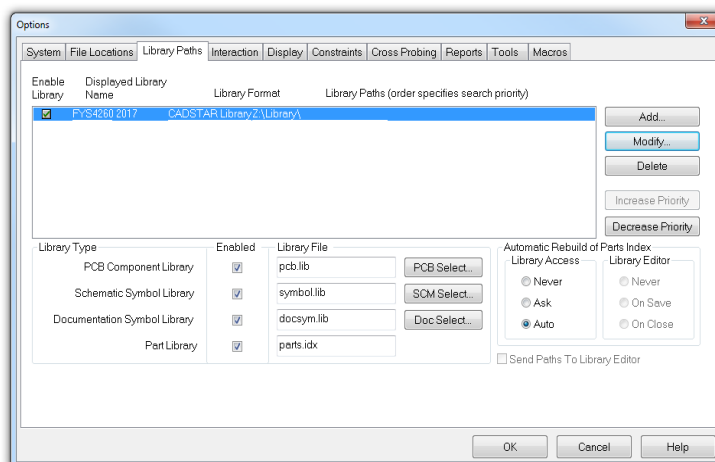 Options
System File Locations Library Paths Interaction Display Constraints Cross Probing Reports Tools Macros
Enable Library Displayed Library Name Library Format Library Paths (order specifies search priority)
FYS4260 2017 CADSTAR Library Z:\Library\
Add...
Modify...
Delete
Increase Priority
Decrease Priority
Library Type Enabled Library File
PCB Component Library pcb.lib PCB Select...
Schematic Symbol Library symbol.lib SCM Select...
Documentation Symbol Library docsym.lib Doc Select...
Part Library parts.idx
Automatic Rebuild of Parts Index
Library Access Library Editor
Never Never
Ask On Save
Auto On Close
Send Paths To Library Editor
OK Cancel Help